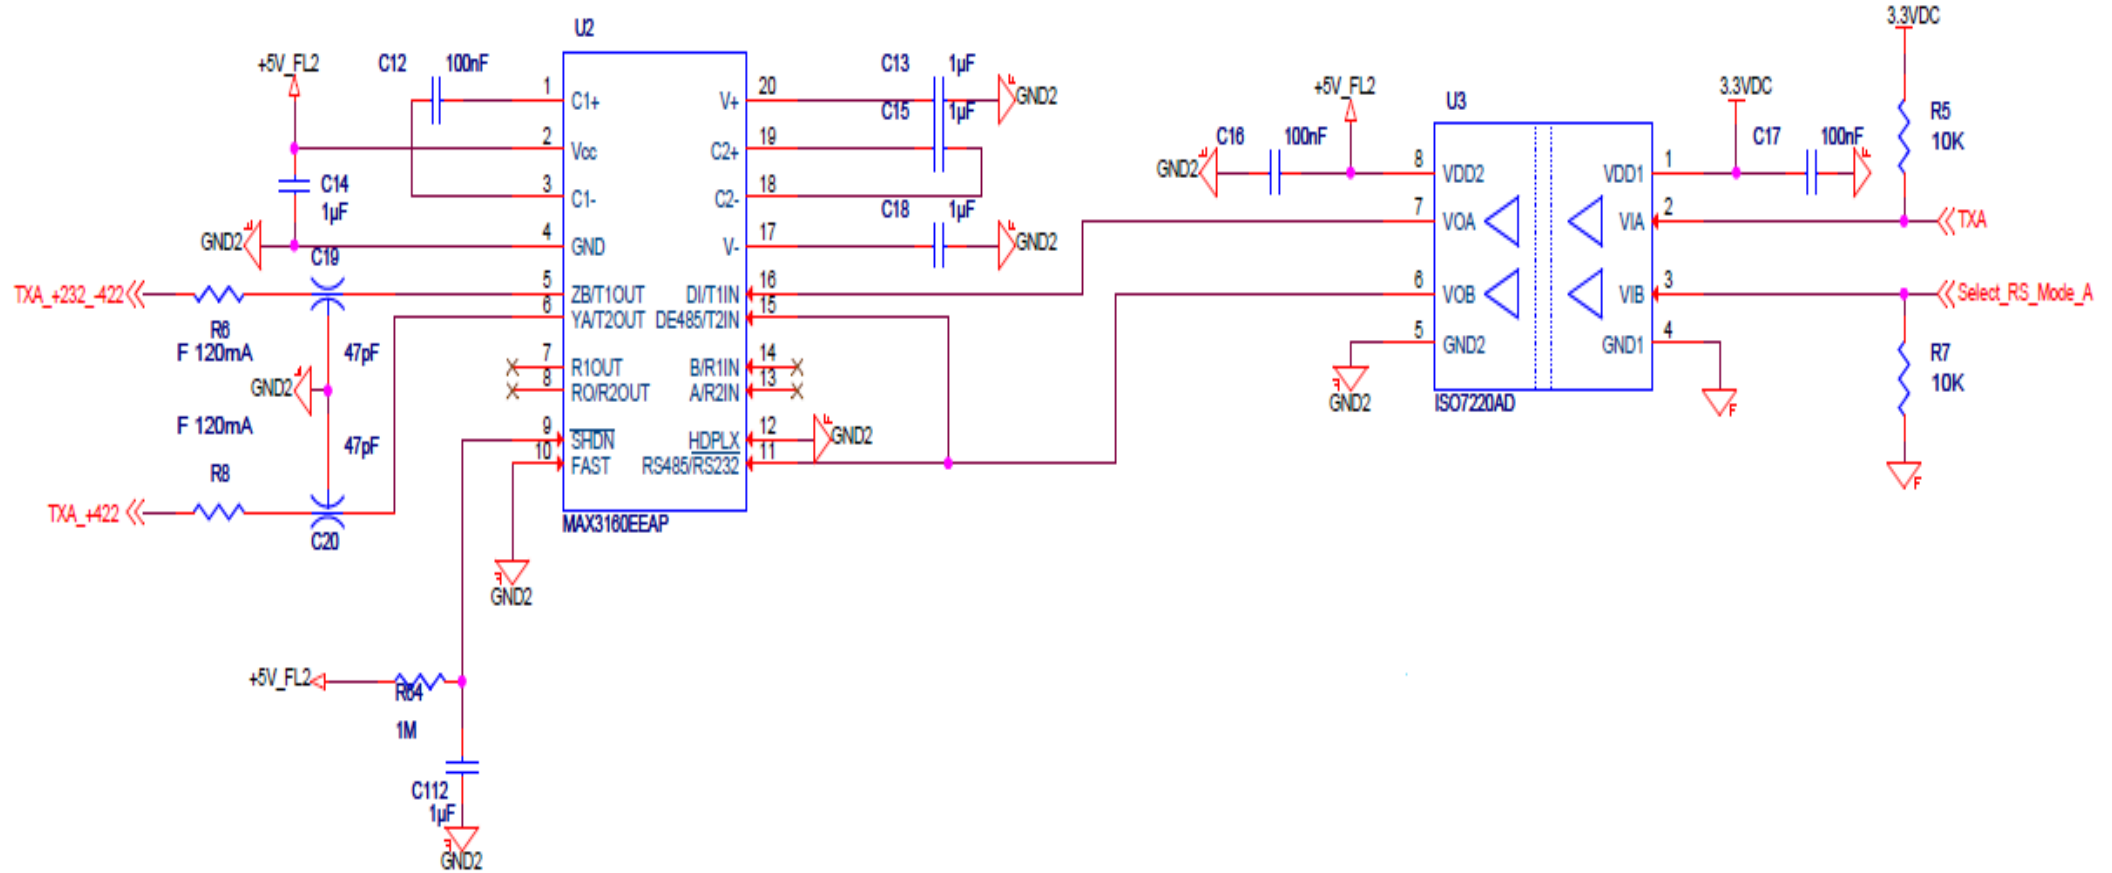 U2
+5V_FL2
C12
100nF
1
C1+
2
Vcc
3
C1-
4
GND
5
ZB/T1OUT
6
YA/T2OUT
7
R1OUT
8
RO/R2OUT
9
SHDN
10
FAST
V+
20
C2+
19
C2-
18
V-
17
DI/T1IN
16
DE485/T2IN
15
B/R1IN
14
A/R2IN
13
HDPLX
12
RS485/RS232
11
MAX3160EEAP
C13
1µF
GND2
C15
1µF
C18
1µF
GND2
GND2
C14
1µF
GND2
C19
TXA_+232_-422
R6
F 120mA
47pF
GND2
F 120mA
47pF
R8
TXA_+422
C20
GND2
+5V_FL2
R64
1M
C112
1µF
GND2
+5V_FL2
C16
100nF
GND2
U3
8
VDD2
7
VOA
6
VOB
5
GND2
VDD1
1
VIA
2
VIB
3
GND1
4
GND2
ISO7220AD
3.3VDC
C17
100nF
3.3VDC
R5
10K
TXA
Select_RS_Mode_A
R7
10K
F
F